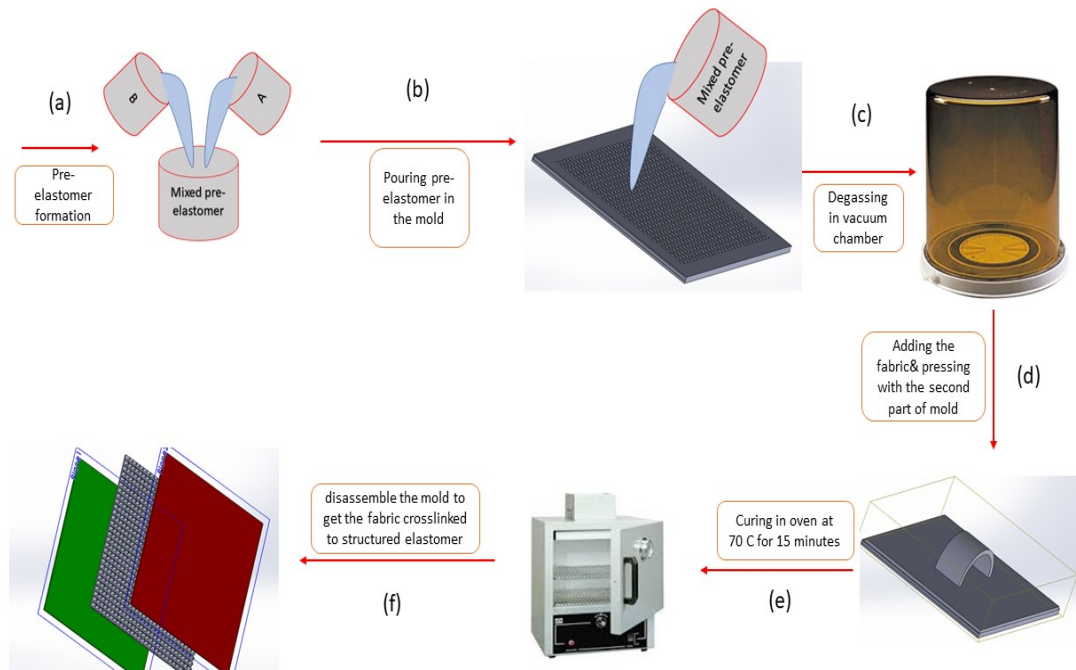 (a)
Pre-
elastomer
formation
B
A
Mixed pre-
elastomer
(b)
Pouring pre-
elastomer in
the mold
Mixed pre-
elastomer
(c)
Degassing
in vacuum
chamber
Adding the
fabric& pressing
with the second
part of mold
(d)
Curing in oven at
70 C for 15 minutes
(e)
disassemble the mold to
get the fabric crosslinked
to structured elastomer
(f)